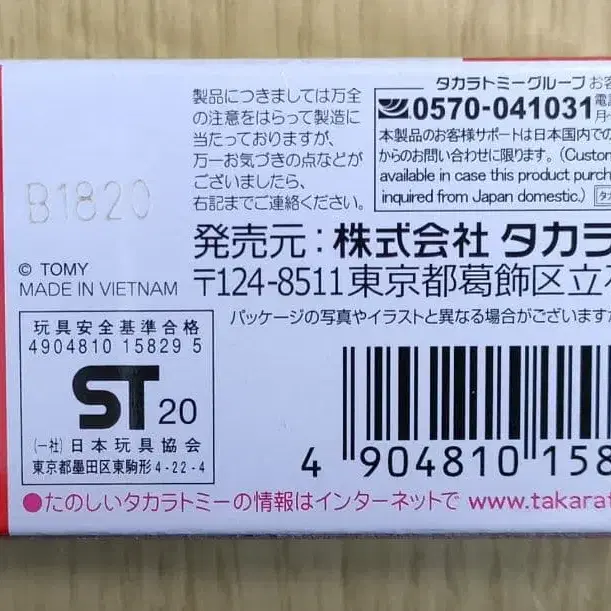 製品につきましては万全
の注意をはらって製造に
当たっておりますが、
万一お気づきの点などが
ございましたら、
右記までご連絡ください。
タカラトミーグループ お客
0570-041031 電
月
本製品のお客様サポートは日本国内での
からのお問い合わせに限ります。(Custom
available in case this product purch
inquired from Japan domestic.)
B1820
発売元：株式会社 タカラ
© TOMY
MADE IN VIETNAM
〒124-8511東京都葛飾区立
パッケージの写真やイラストと異なる場合がございます
玩具安全基準合格
4904810 15829 5
ST 20
(一社) 日本玩具協会
東京都墨田区東駒形4-22-4
4 904810 158
●たのしいタカラトミーの情報はインターネットで www.takarat